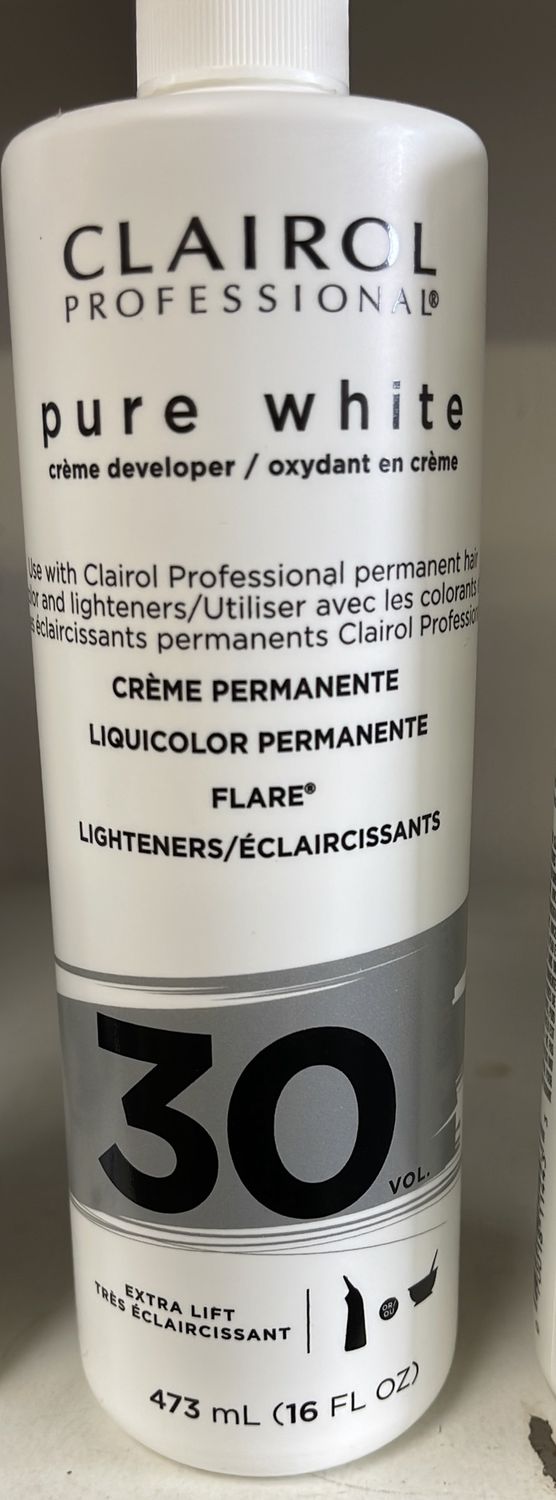 CLAIROL
PROFESSIONAL®
pure white
crème developer / oxydant en crème
Use with Clairol Professional permanent hair
and lighteners/Utiliser avec les colorants
éclaircissants permanents Clairol
CRÈME PERMANENTE
LIQUICOLOR PERMANENTE
FLARE®
LIGHTENERS/ÉCLAIRCISSANTS
30
VOL.
EXTRA LIFT
TRÈS ÉCLAIRCISSANT
OR/
OU
473 mL (16 FL OZ)